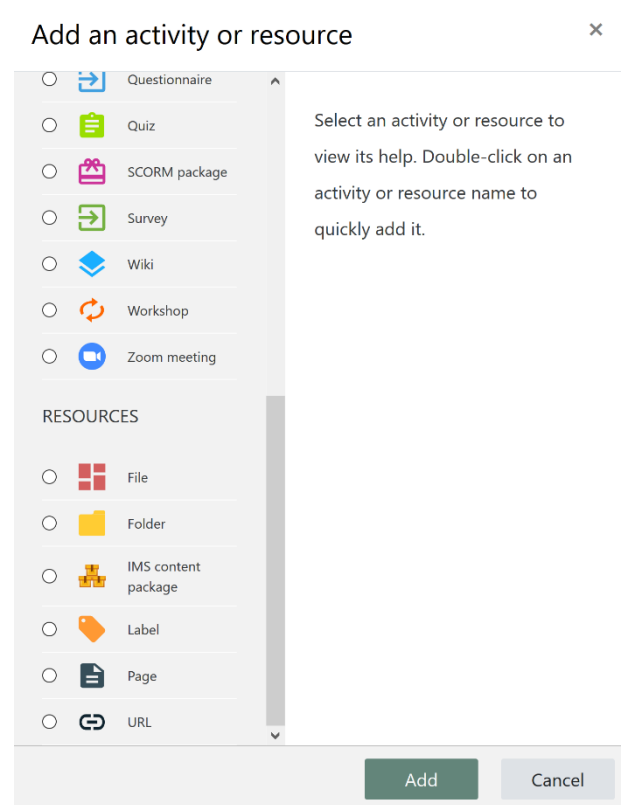 Add an activity or resource
×
Questionnaire
Quiz
SCORM package
Survey
Wiki
Workshop
Zoom meeting
RESOURCES
File
Folder
IMS content
package
Label
Page
URL
Select an activity or resource to
view its help. Double-click on an
activity or resource name to
quickly add it.
Add
Cancel